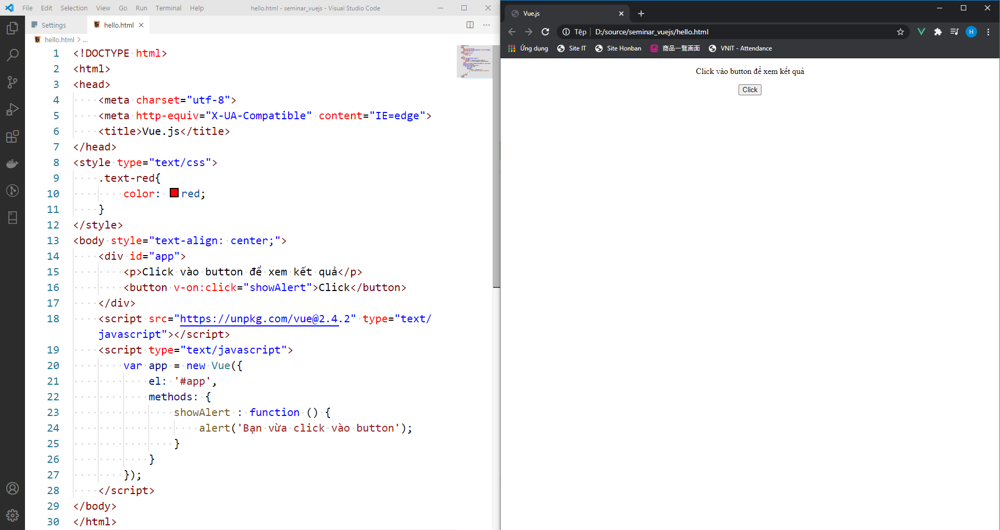 File Edit Selection View Go Run Terminal Help hello.html - seminar_vuejs - Visual Studio Code
Settings hello.html
hello.html > ...
1 <!DOCTYPE html>
2 <html>
3 <head>
4 <meta charset="utf-8">
5 <meta http-equiv="X-UA-Compatible" content="IE=edge">
6 <title>Vue.js</title>
7 </head>
8 <style type="text/css">
9 .text-red{
10 color: red;
11 }
12 </style>
13 <body style="text-align: center;">
14 <div id="app">
15 <p>Click vào button để xem kết quả</p>
16 <button v-on:click="showAlert">Click</button>
17 </div>
18 <script src="https://unpkg.com/vue@2.4.2" type="text/
javascript"></script>
19 <script type="text/javascript">
20 var app = new Vue({
21 el: '#app',
22 methods: {
23 showAlert : function () {
24 alert('Bạn vừa click vào button');
25 }
26 }
27 });
28 </script>
29 </body>
30 </html>
Vue.js
Tệp D:/source/seminar_vuejs/hello.html H
Ứng dụng Site IT Site Honban 商品一覧画面 VNIT - Attendance
Click vào button để xem kết quả
Click